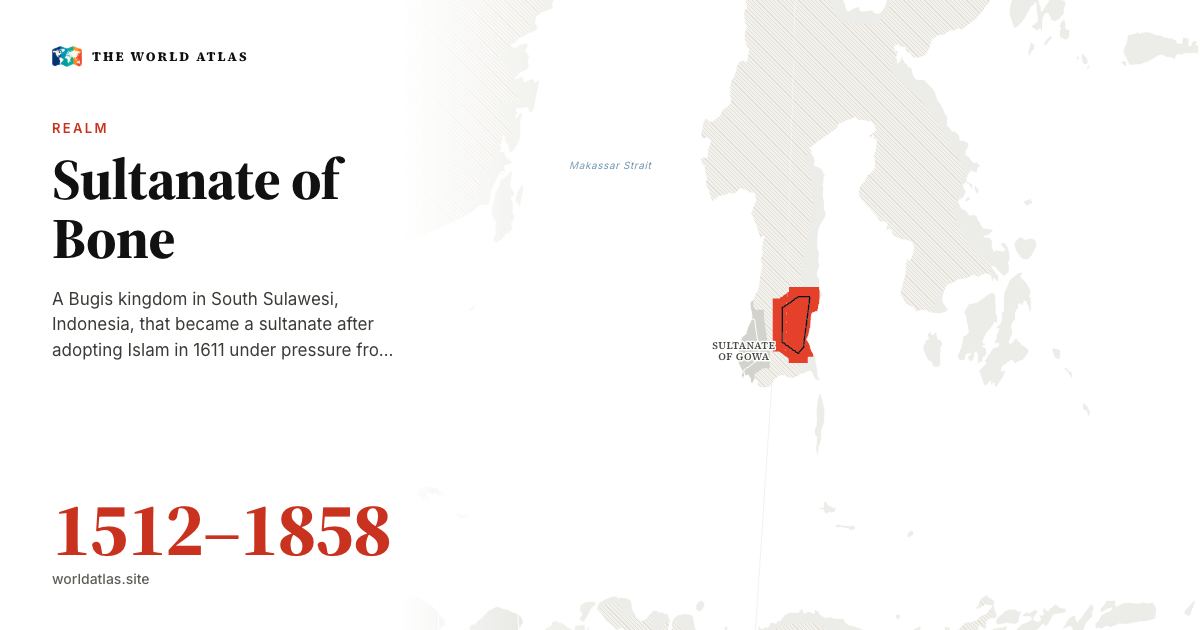 THE WORLD ATLAS
REALM
Sultanate of
Bone
A Bugis kingdom in South Sulawesi,
Indonesia, that became a sultanate after
adopting Islam in 1611 under pressure fro...
1512–1858
worldatlas.site
Makassar Strait
SULTANATE
OF GOWA